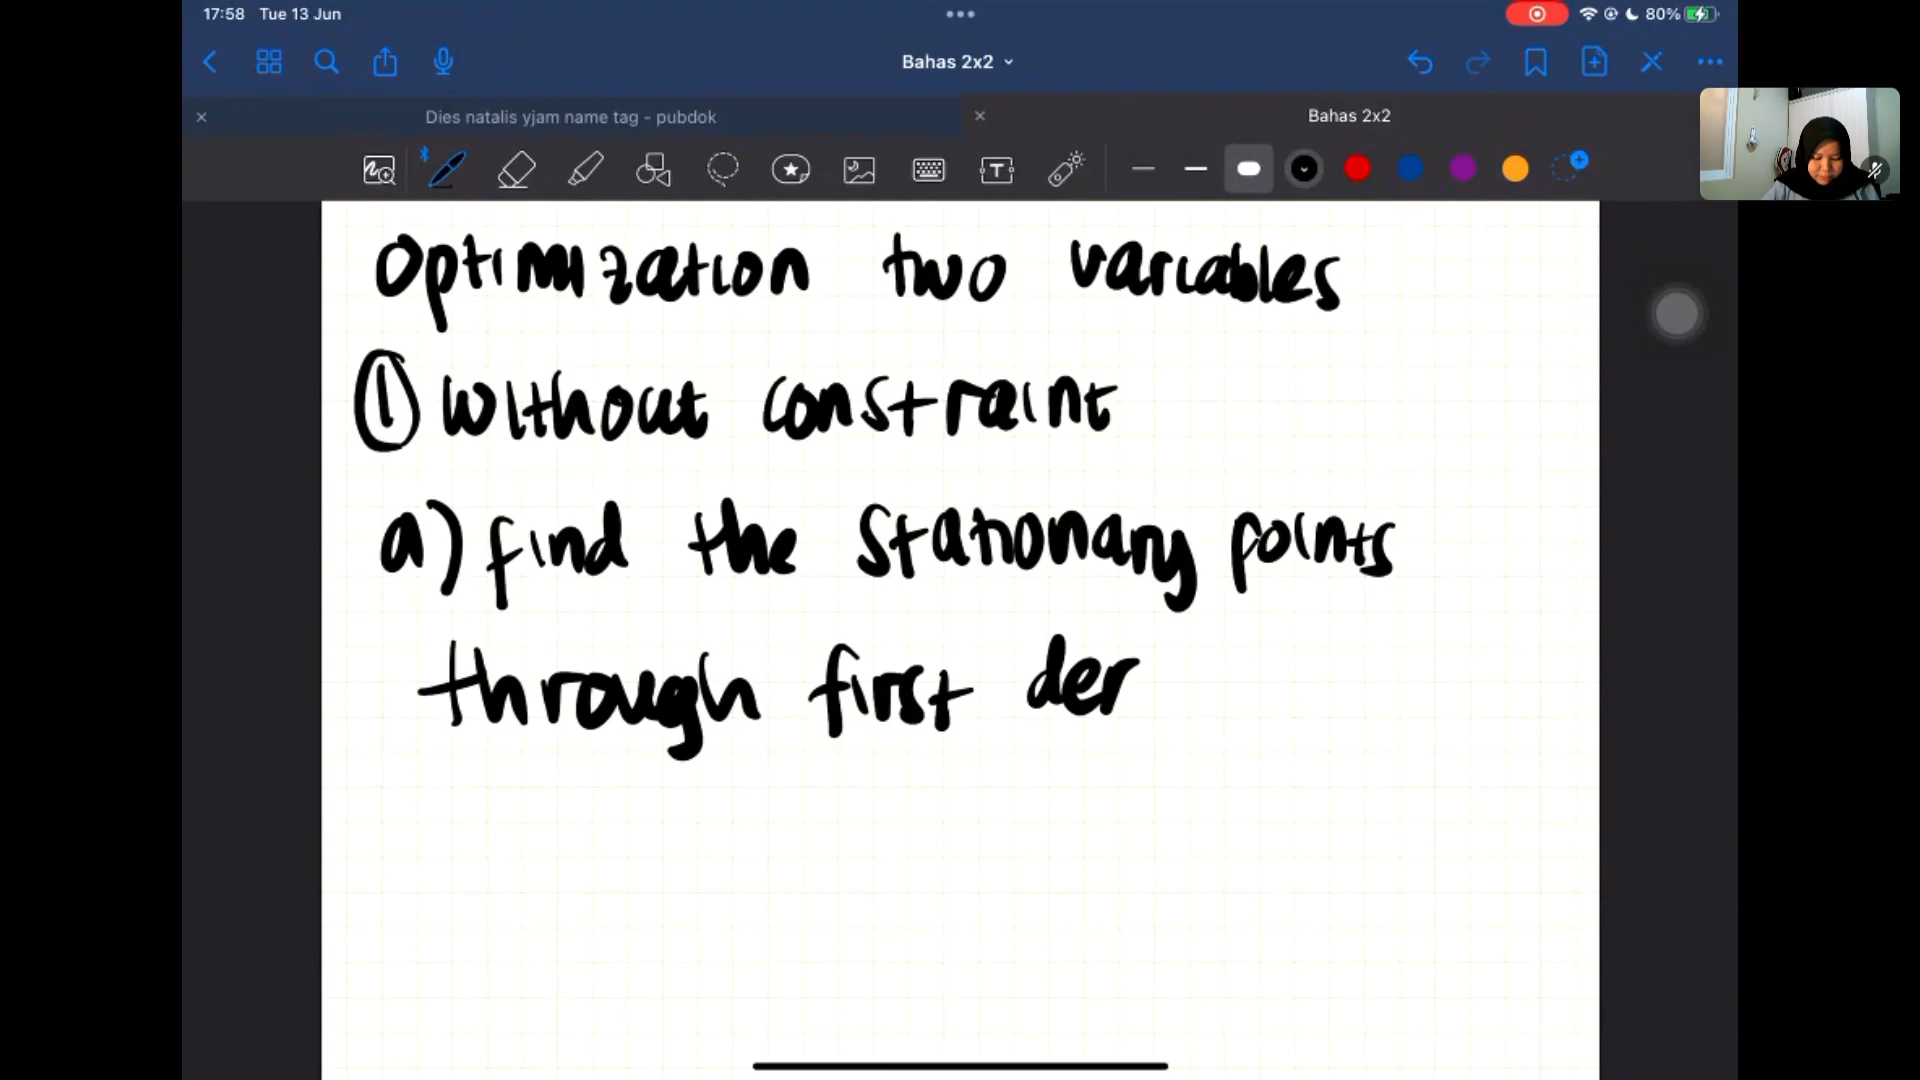 17:58 Tue 13 Jun
80%
Bahas 2x2
Dies natalis yjam name tag - pubdok
Bahas 2x2
Optimization two variables
① without constraint
a) find the stationary points
through first der